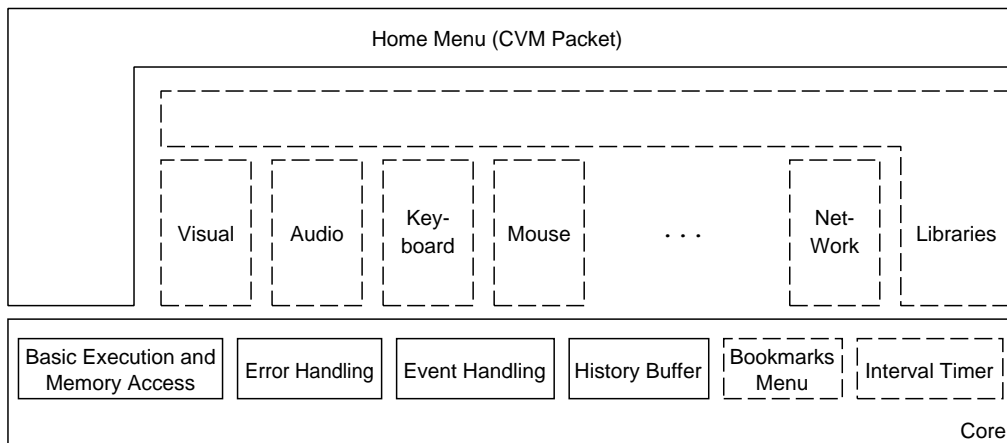 Home Menu (CVM Packet)
Visual
Audio
Key-
board
Mouse
. . .
Net-
Work
Libraries
Basic Execution and
Memory Access
Error Handling
Event Handling
History Buffer
Bookmarks
Menu
Interval Timer
Core